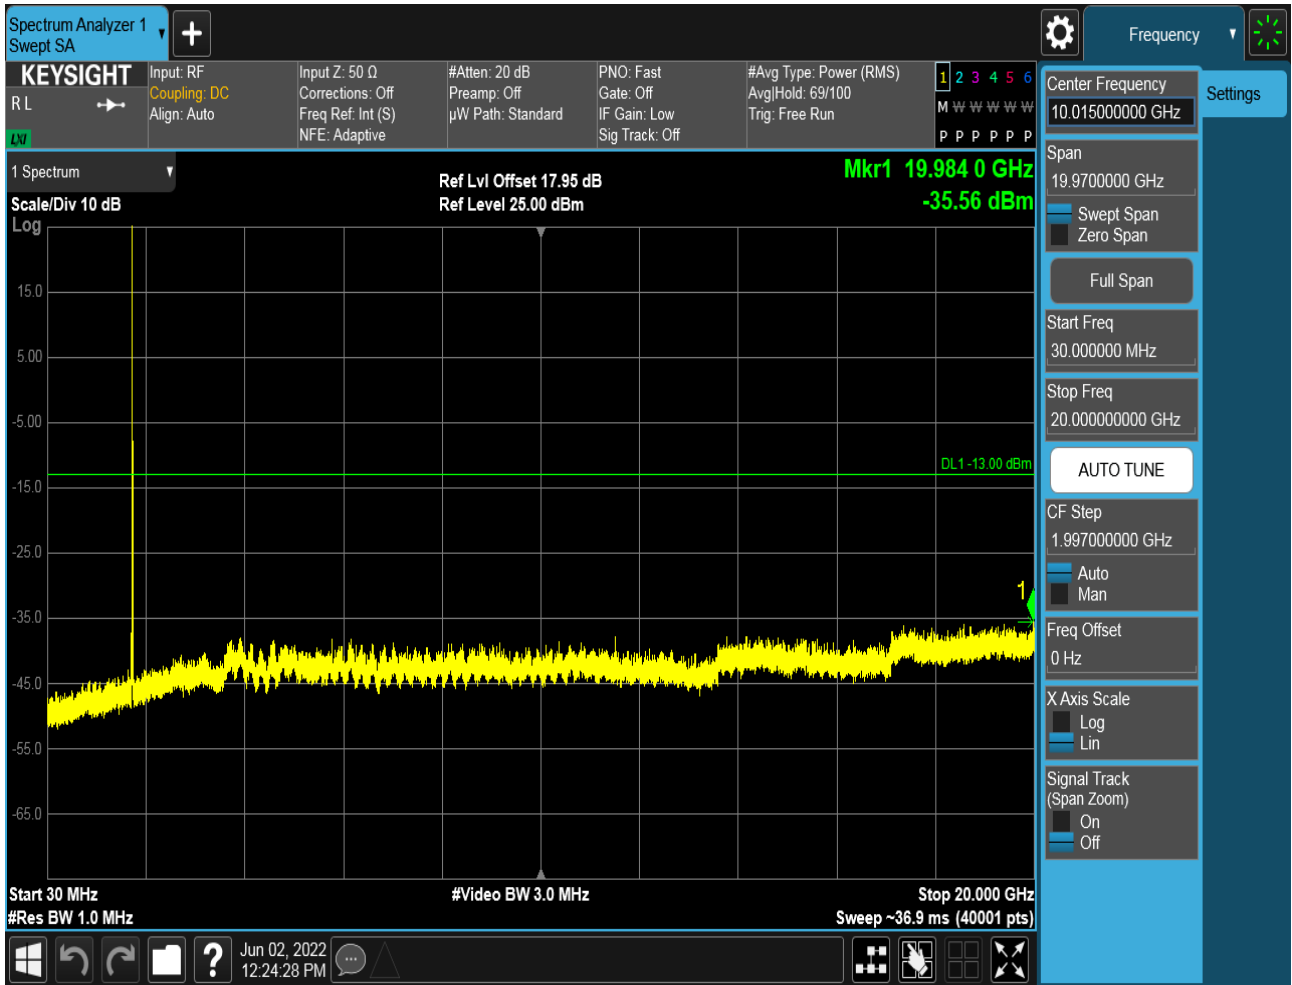 Spectrum Analyzer 1
Swept SA
Frequency
KEYSIGHT
R L
LXI
Input: RF
Coupling: DC
Align: Auto
Input Z: 50 Ω
Corrections: Off
Freq Ref: Int (S)
NFE: Adaptive
#Atten: 20 dB
Preamp: Off
µW Path: Standard
PNO: Fast
Gate: Off
IF Gain: Low
Sig Track: Off
#Avg Type: Power (RMS)
Avg|Hold: 69/100
Trig: Free Run
1 2 3 4 5 6
M W W W W W
P P P P P P
1 Spectrum
Scale/Div 10 dB
Log
Ref Lvl Offset 17.95 dB
Ref Level 25.00 dBm
Mkr1 19.984 0 GHz
-35.56 dBm
15.0
5.00
-5.00
-15.0
-25.0
-35.0
-45.0
-55.0
-65.0
DL1 -13.00 dBm
1
Start 30 MHz
#Res BW 1.0 MHz
#Video BW 3.0 MHz
Stop 20.000 GHz
Sweep ~36.9 ms (40001 pts)
Jun 02, 2022
12:24:28 PM
Center Frequency
10.015000000 GHz
Settings
Span
19.9700000 GHz
Swept Span
Zero Span
Full Span
Start Freq
30.000000 MHz
Stop Freq
20.000000000 GHz
AUTO TUNE
CF Step
1.997000000 GHz
Auto
Man
Freq Offset
0 Hz
X Axis Scale
Log
Lin
Signal Track
(Span Zoom)
On
Off